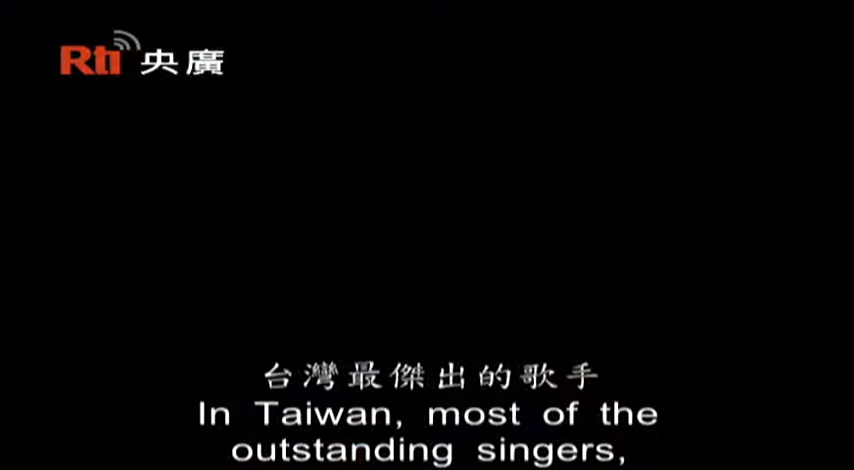 Rti 央廣
台灣最傑出的歌手
In Taiwan, most of the
outstanding singers,